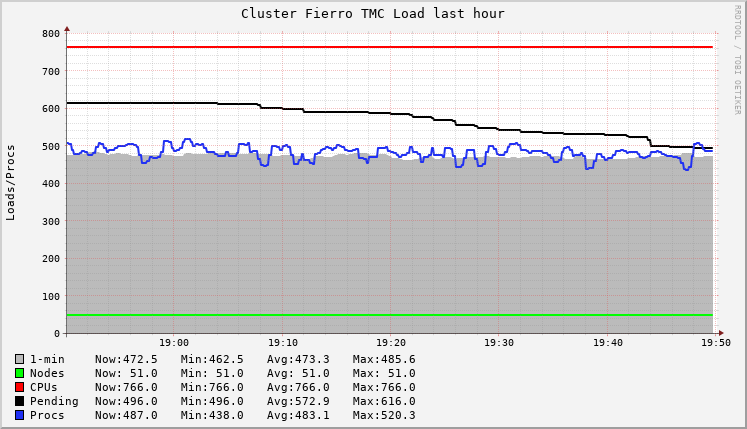 Cluster Fierro TMC Load last hour
RRDTOOL / TOBI OETIKER
Loads/Procs
800
700
600
500
400
300
200
100
0
19:00 19:10 19:20 19:30 19:40 19:50
1-min Now:472.5 Min:462.5 Avg:473.3 Max:485.6
Nodes Now: 51.0 Min: 51.0 Avg: 51.0 Max: 51.0
CPUs Now:766.0 Min:766.0 Avg:766.0 Max:766.0
Pending Now:496.0 Min:496.0 Avg:572.9 Max:616.0
Procs Now:487.0 Min:438.0 Avg:483.1 Max:520.3